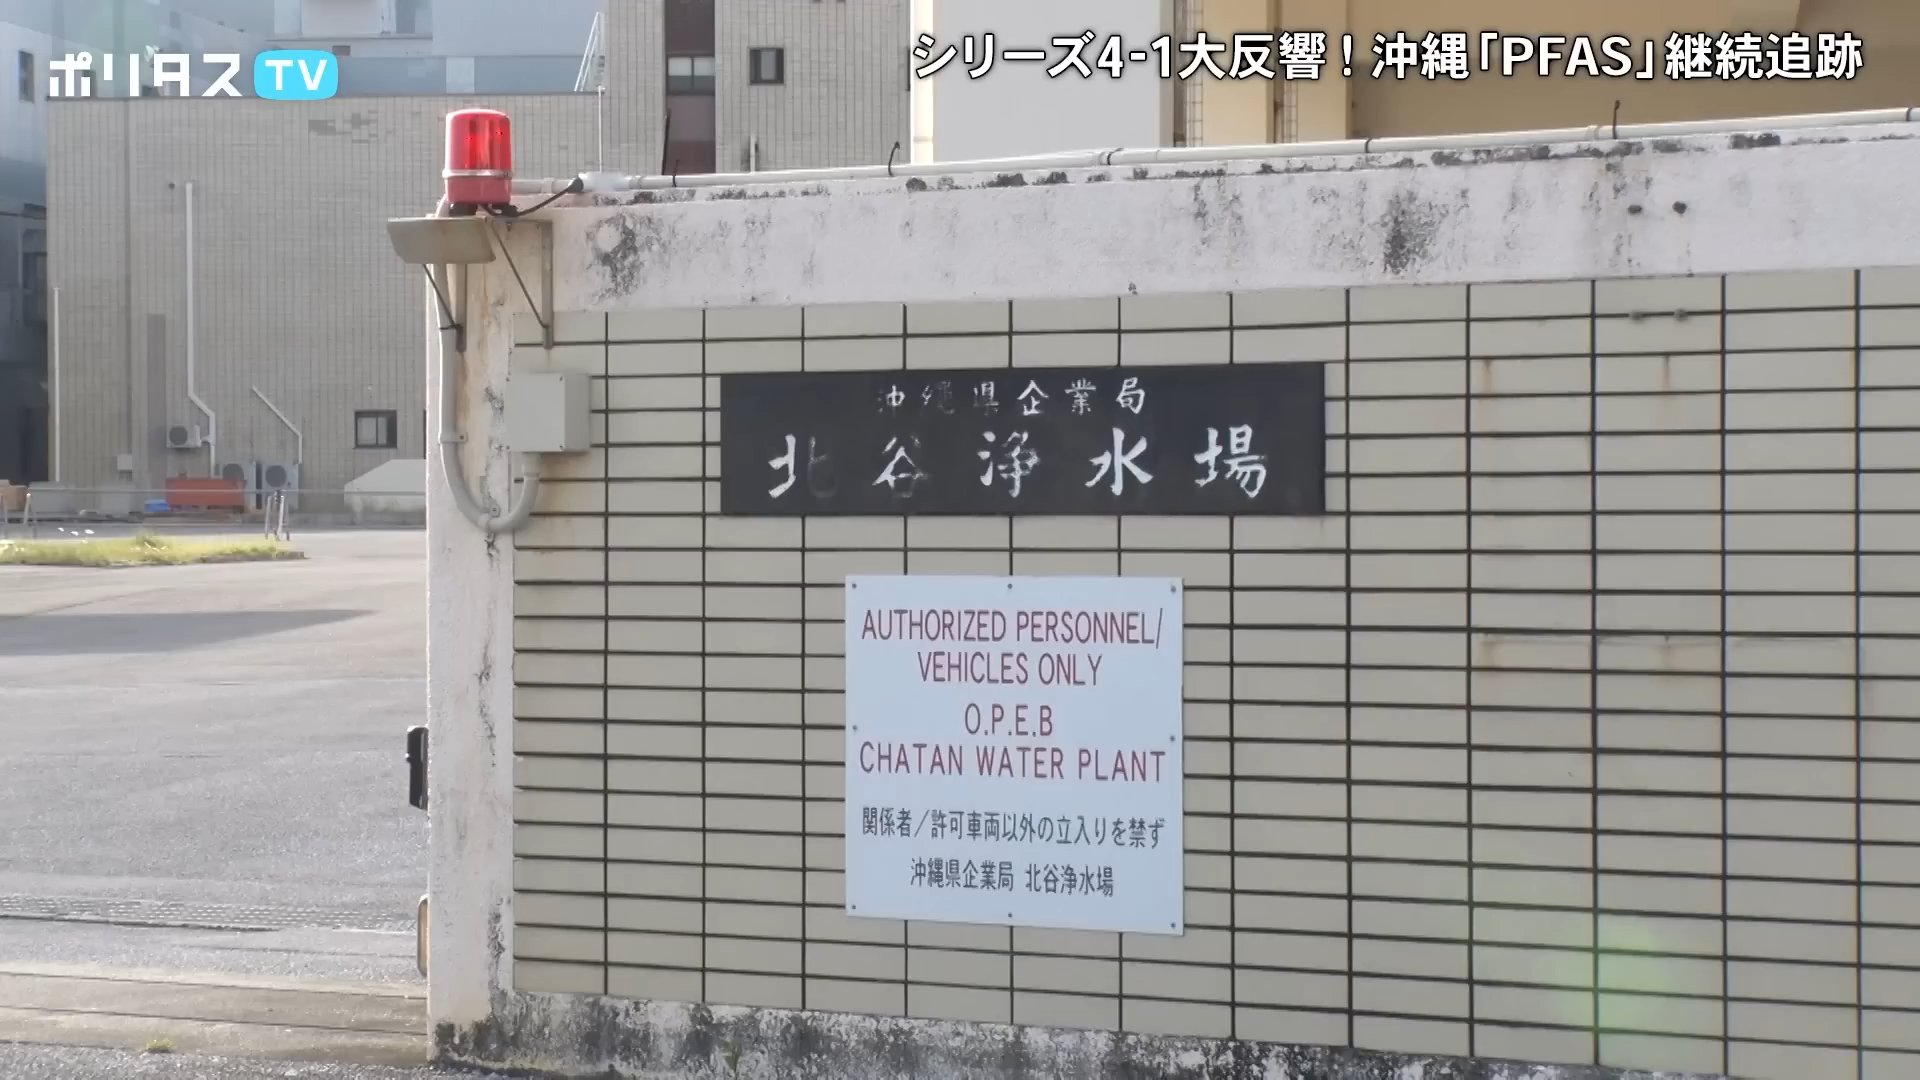 ポリタスTV
シリーズ4-1大反響！沖縄「PFAS」継続追跡
沖縄県企業局
北谷浄水場
AUTHORIZED PERSONNEL/
VEHICLES ONLY
O.P.E.B
CHATAN WATER PLANT
関係者／許可車両以外の立入りを禁ず
沖縄県企業局 北谷浄水場